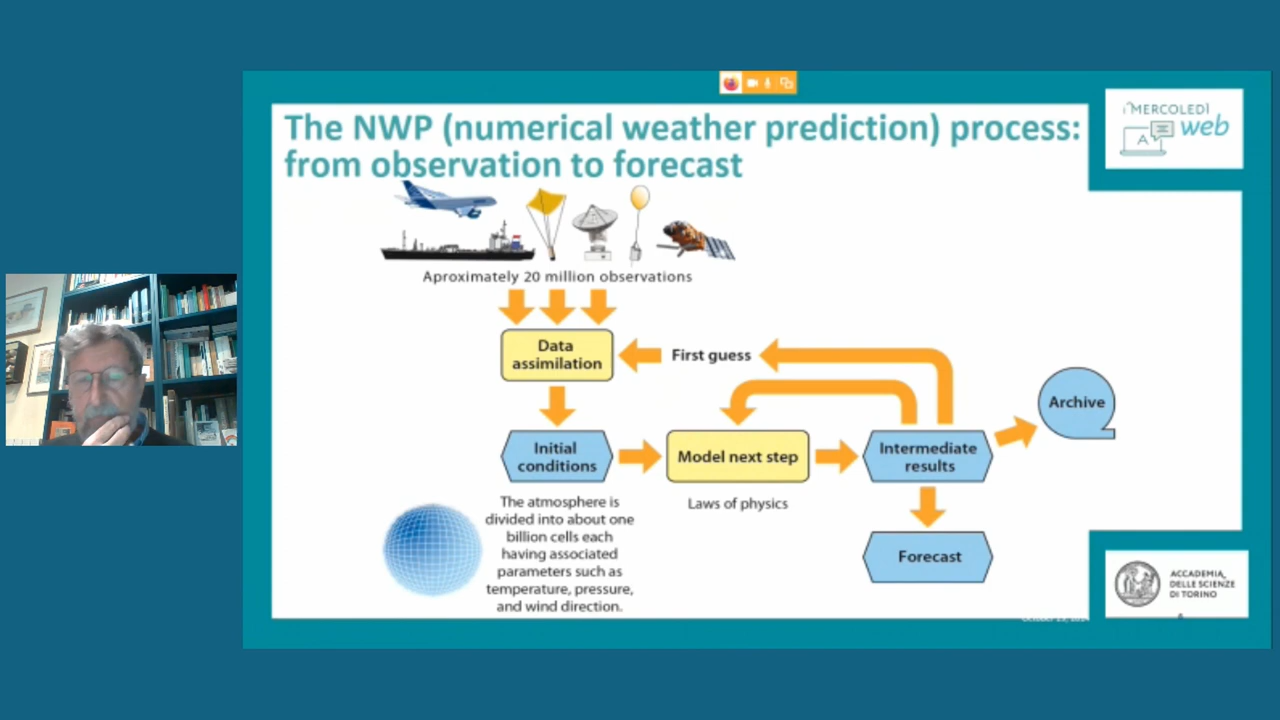 The NWP (numerical weather prediction) process:
from observation to forecast
i MERCOLEDÌ
web
A
Aproximately 20 million observations
Data
assimilation
First guess
Archive
Initial
conditions
Model next step
Intermediate
results
The atmosphere is
divided into about one
billion cells each
having associated
parameters such as
temperature, pressure,
and wind direction.
Laws of physics
Forecast
ACCADEMIA
DELLE SCIENZE
DI TORINO